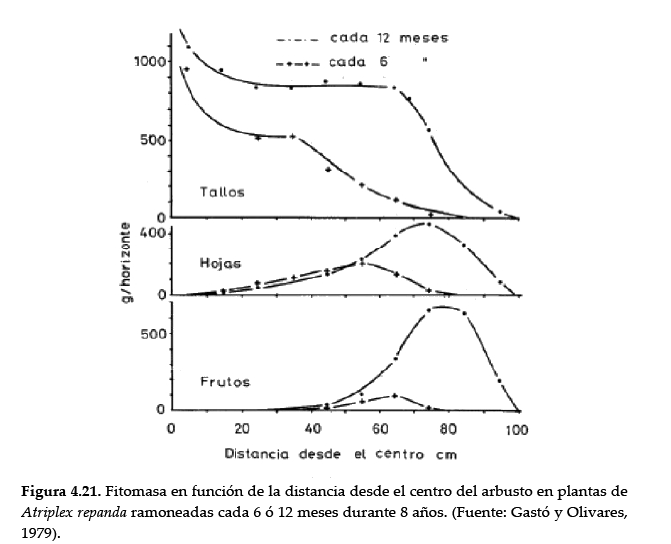 cada 12 meses
cada 6 "
1000
500
Tallos
0
400
Hojas
0
g/horizonte
500
Frutos
0
0 20 40 60 80 100
Distancia desde el centro cm
Figura 4.21. Fitomasa en función de la distancia desde el centro del arbusto en plantas de
Atriplex repanda ramoneadas cada 6 ó 12 meses durante 8 años. (Fuente: Gastó y Olivares,
1979).